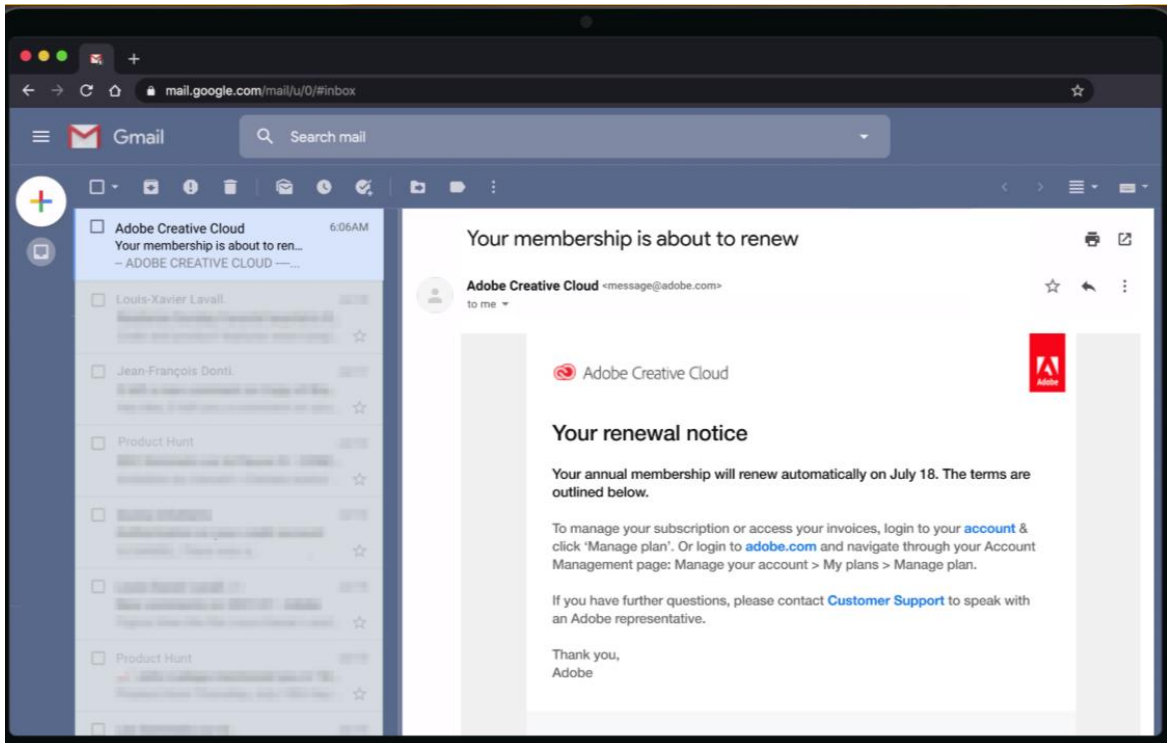 mail.google.com/mail/u/0/#inbox
Gmail
Search mail
Adobe Creative Cloud 6:06AM
Your membership is about to ren...
– ADOBE CREATIVE CLOUD —–...
Louis-Xavier Lavall.
Jean-François Donti.
Product Hunt
Product Hunt
Your membership is about to renew
Adobe Creative Cloud <message@adobe.com>
to me
Adobe Creative Cloud
Adobe
Your renewal notice
Your annual membership will renew automatically on July 18. The terms are
outlined below.
To manage your subscription or access your invoices, login to your account &
click ‘Manage plan’. Or login to adobe.com and navigate through your Account
Management page: Manage your account > My plans > Manage plan.
If you have further questions, please contact Customer Support to speak with
an Adobe representative.
Thank you,
Adobe